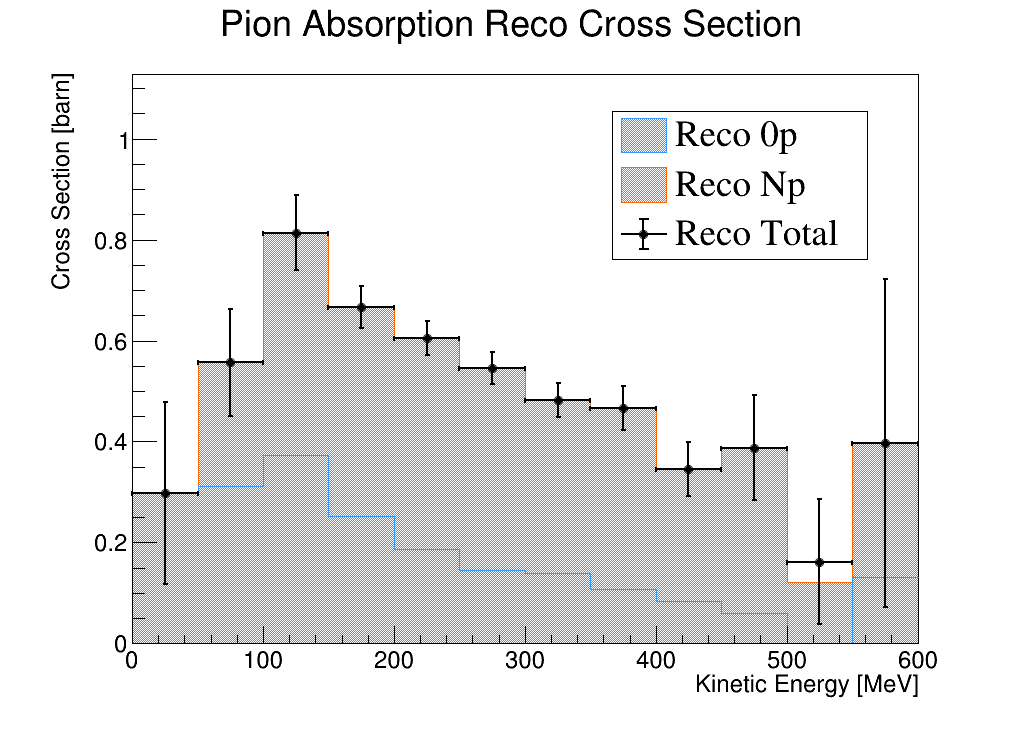 Pion Absorption Reco Cross Section
Cross Section [barn]
1
0.8
0.6
0.4
0.2
0
Reco 0p
Reco Np
Reco Total
0 100 200 300 400 500 600
Kinetic Energy [MeV]